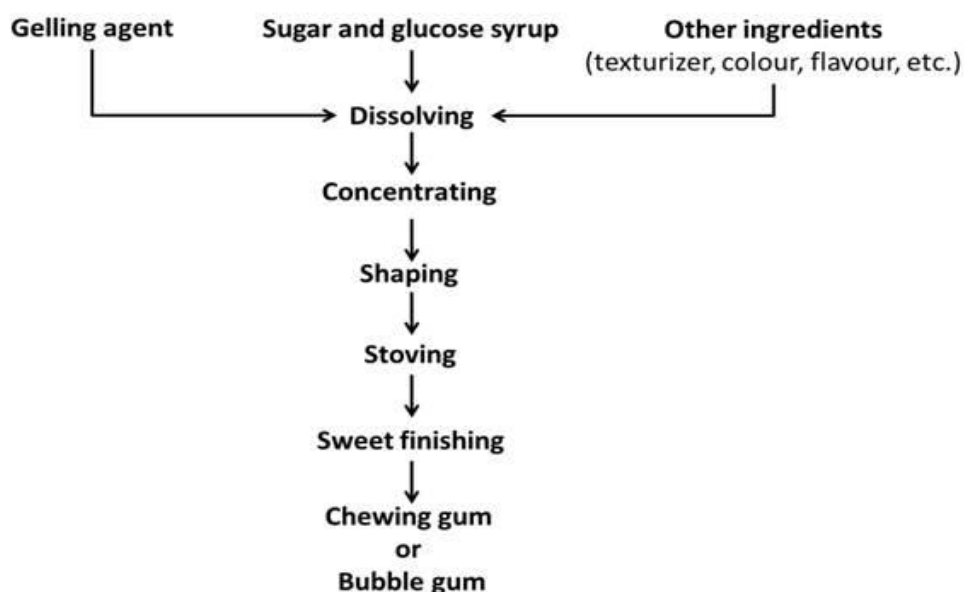 Gelling agent
Sugar and glucose syrup
Other ingredients
(texturizer, colour, flavour, etc.)
Dissolving
Concentrating
Shaping
Stoving
Sweet finishing
Chewing gum
or
Bubble gum